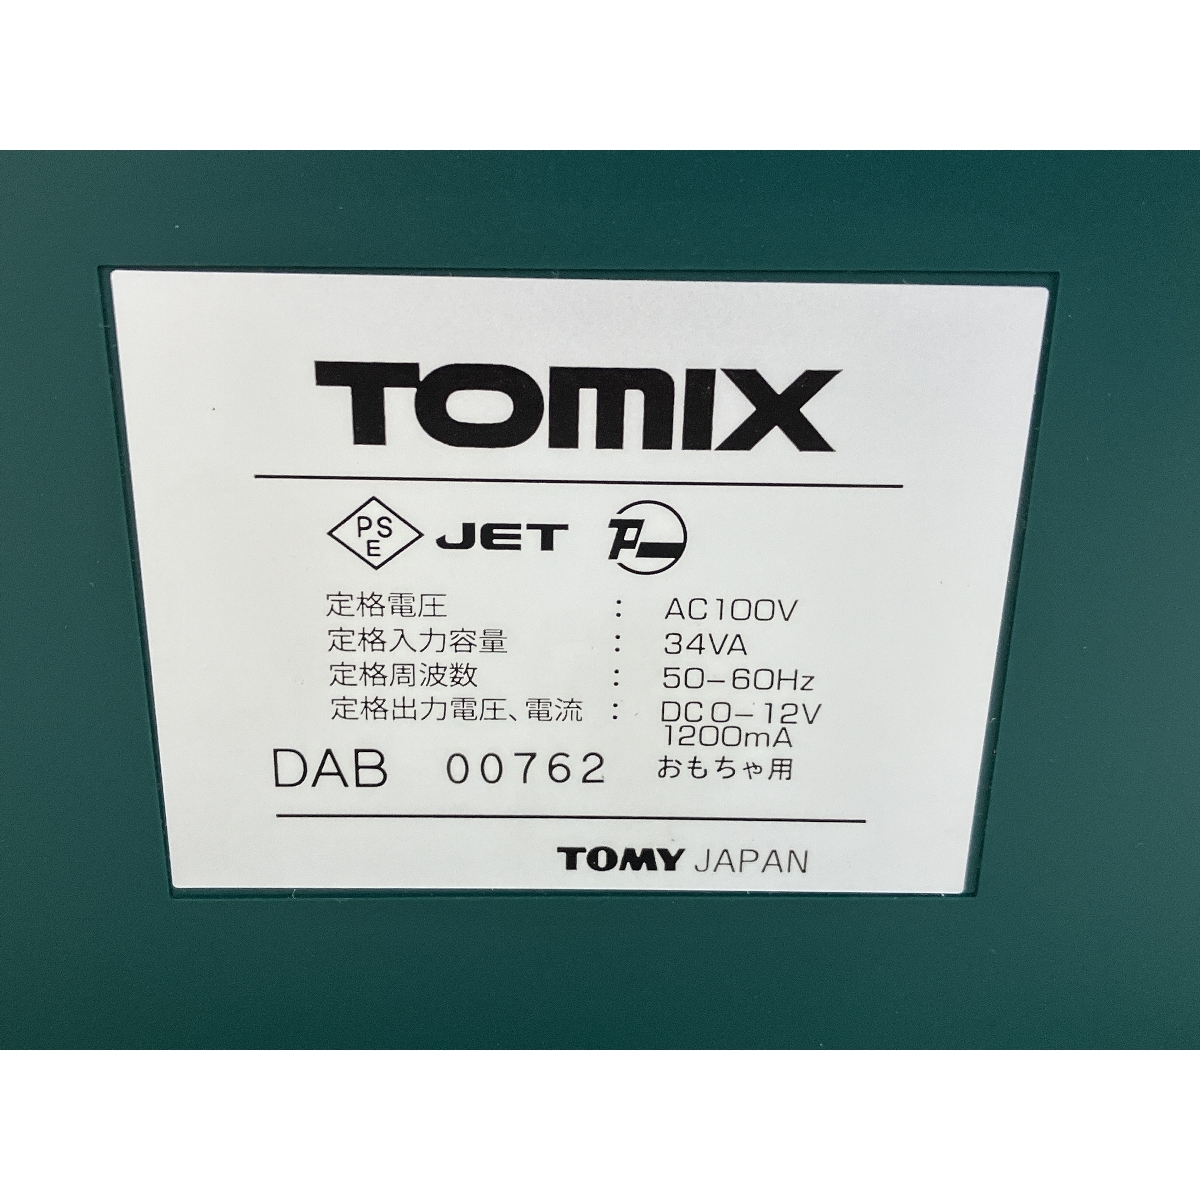 TOMIX
PSE JET TP
定格電圧 : AC100V
定格入力容量 : 34VA
定格周波数 : 50-60Hz
定格出力電圧、電流 : DC0-12V
1200mA
DAB 00762 おもちゃ用
TOMY JAPAN